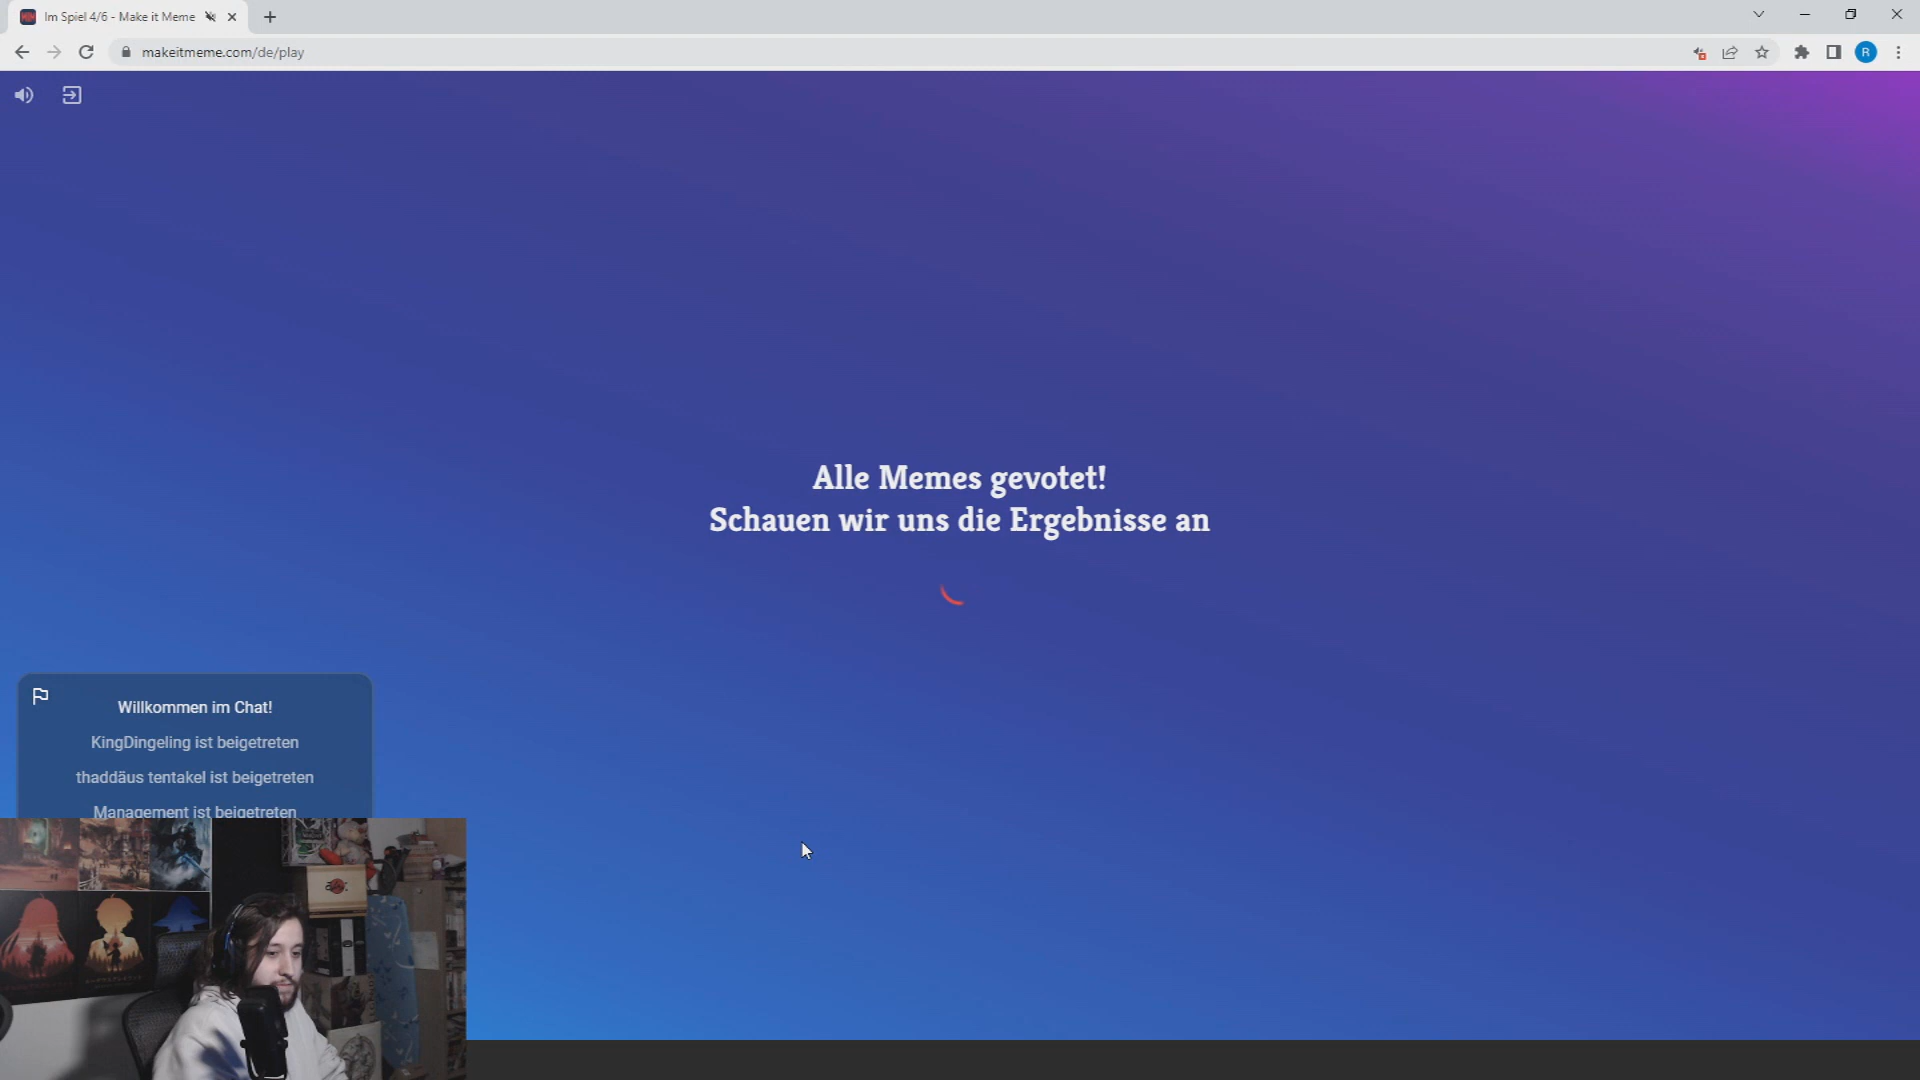 Im Spiel 4/6 - Make it Meme
makeitmeme.com/de/play
R
Alle Memes gevotet!
Schauen wir uns die Ergebnisse an
Willkommen im Chat!
KingDingeling ist beigetreten
thaddäus tentakel ist beigetreten
Management ist beigetreten